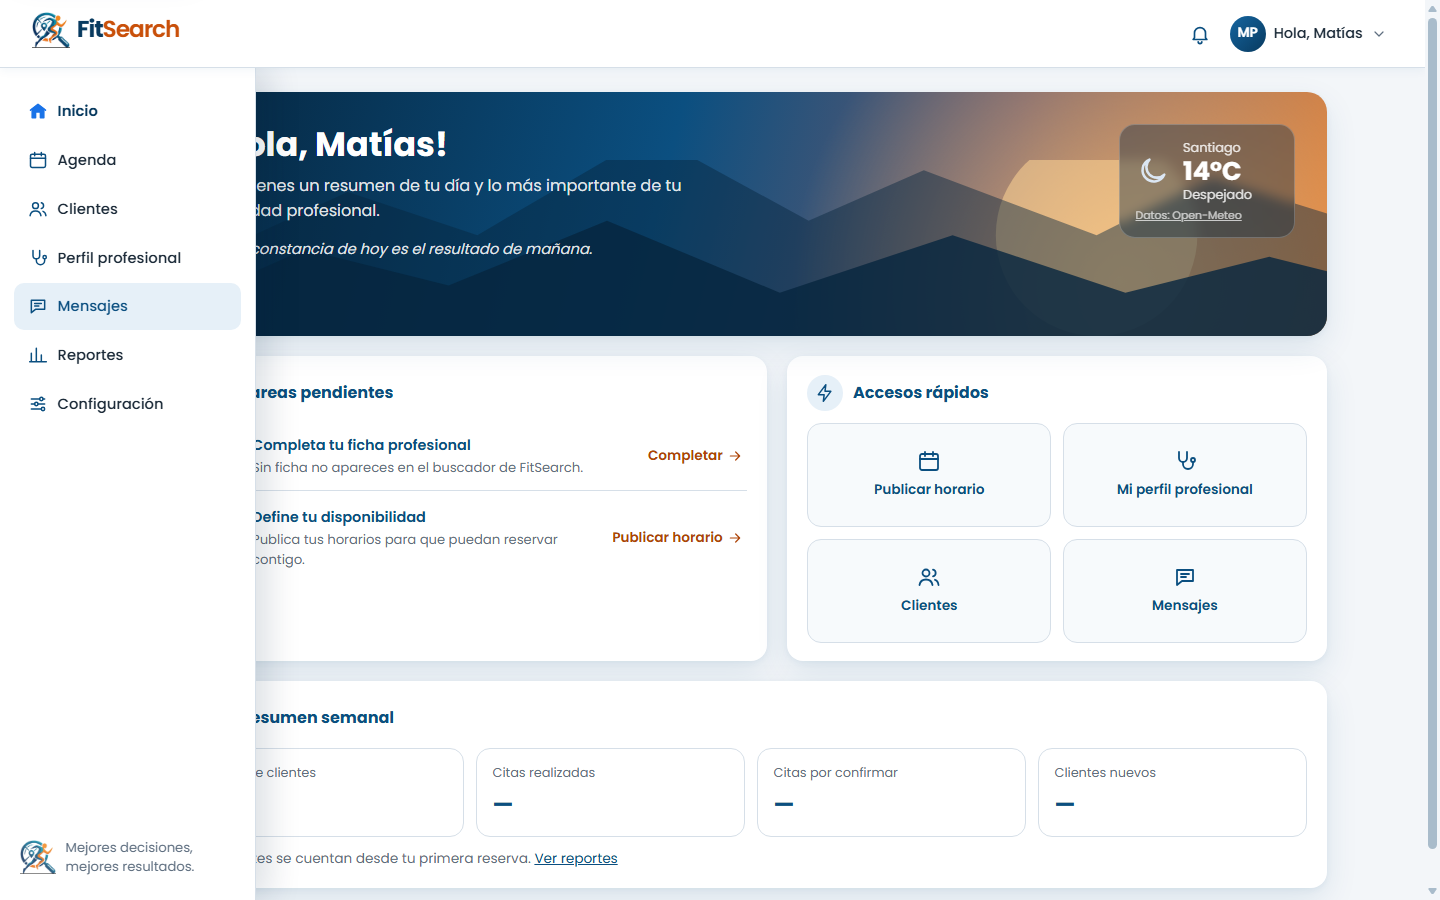 FitSearch
MP
Hola, Matías
Inicio
Agenda
Clientes
Perfil profesional
Mensajes
Reportes
Configuración
Mejores decisiones,
mejores resultados.
ola, Matías!
enes un resumen de tu día y lo más importante de tu
dad profesional.
constancia de hoy es el resultado de mañana.
Santiago
14°C
Despejado
Datos: Open-Meteo
areas pendientes
Completa tu ficha profesional
Sin ficha no apareces en el buscador de FitSearch.
Completar →
Define tu disponibilidad
Publica tus horarios para que puedan reservar
contigo.
Publicar horario →
Accesos rápidos
Publicar horario
Mi perfil profesional
Clientes
Mensajes
esumen semanal
e clientes
Citas realizadas
–
Citas por confirmar
–
Clientes nuevos
–
es se cuentan desde tu primera reserva. Ver reportes